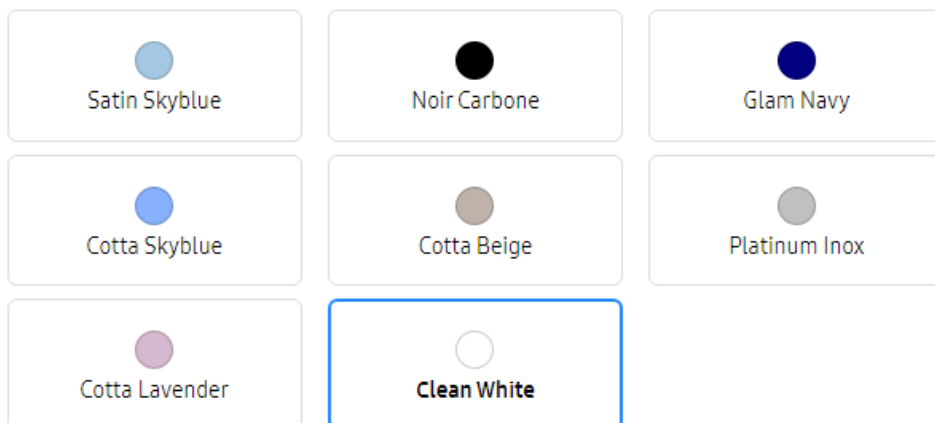 Satin Skyblue
Noir Carbone
Glam Navy
Cotta Skyblue
Cotta Beige
Platinum Inox
Cotta Lavender
Clean White